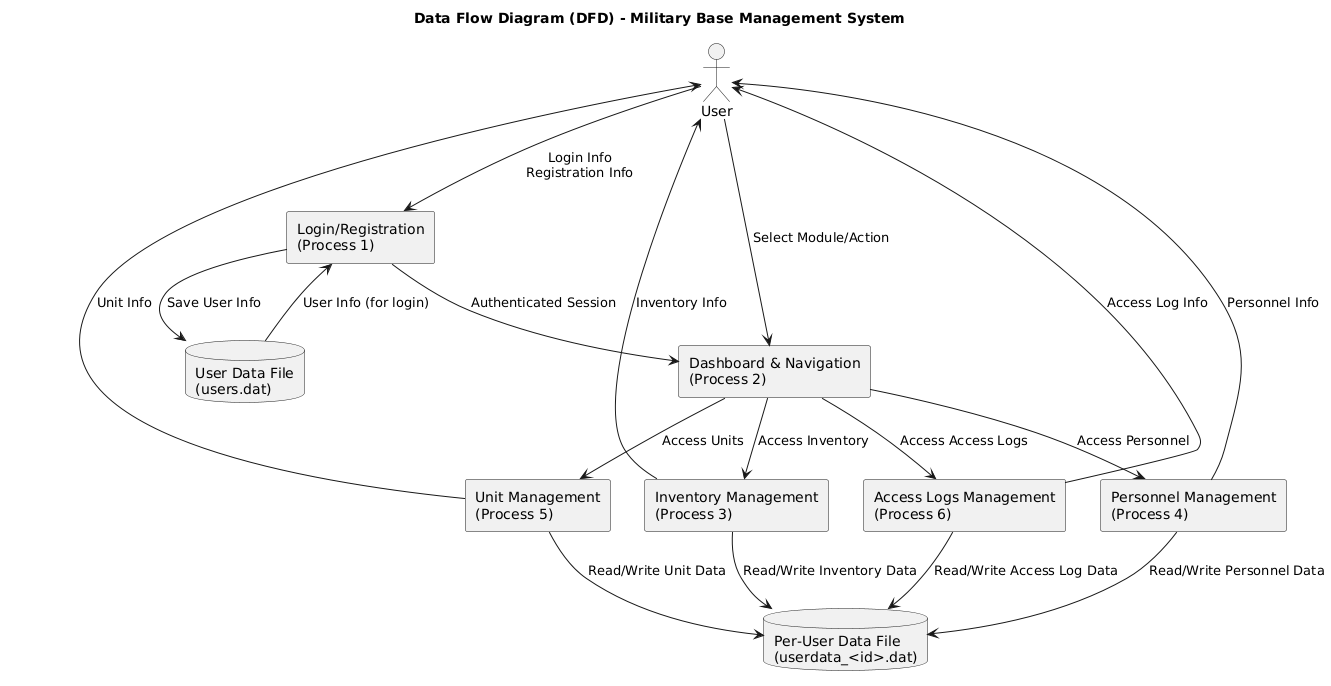 Data Flow Diagram (DFD) - Military Base Management System
User
Login Info
Registration Info
Login/Registration
(Process 1)
Select Module/Action
Unit Info
Save User Info
User Info (for login)
Authenticated Session
Inventory Info
Access Log Info
Personnel Info
User Data File
(users.dat)
Dashboard & Navigation
(Process 2)
Access Units
Access Inventory
Access Access Logs
Access Personnel
Unit Management
(Process 5)
Inventory Management
(Process 3)
Access Logs Management
(Process 6)
Personnel Management
(Process 4)
Read/Write Unit Data
Read/Write Inventory Data
Read/Write Access Log Data
Read/Write Personnel Data
Per-User Data File
(userdata_<id>.dat)